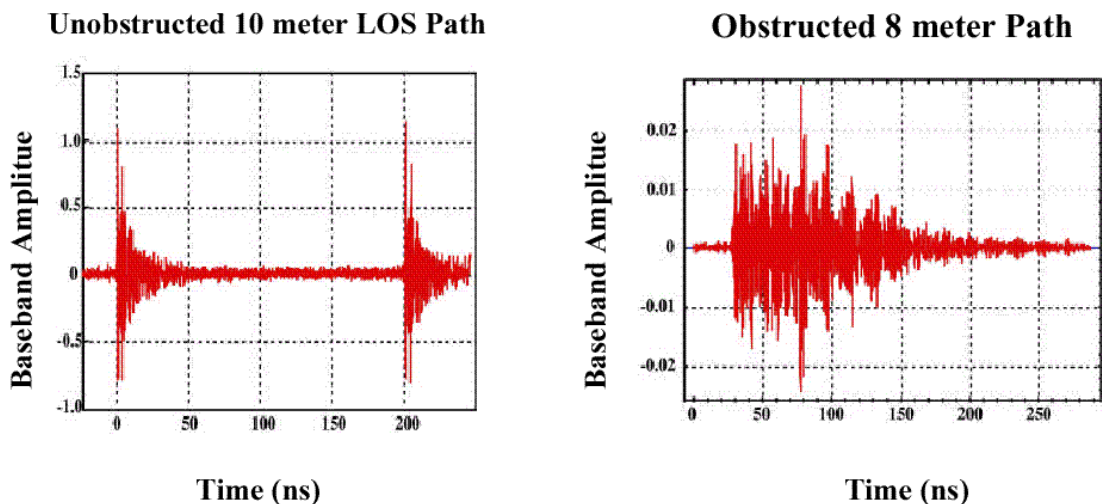 Unobstructed 10 meter LOS Path
Baseband Amplitue
1.5
1.0
0.5
0
-0.5
-1.0
0 50 100 150 200
Time (ns)
Obstructed 8 meter Path
Baseband Amplitue
0.02
0.01
0
-0.01
-0.02
0 50 100 150 200 250
Time (ns)